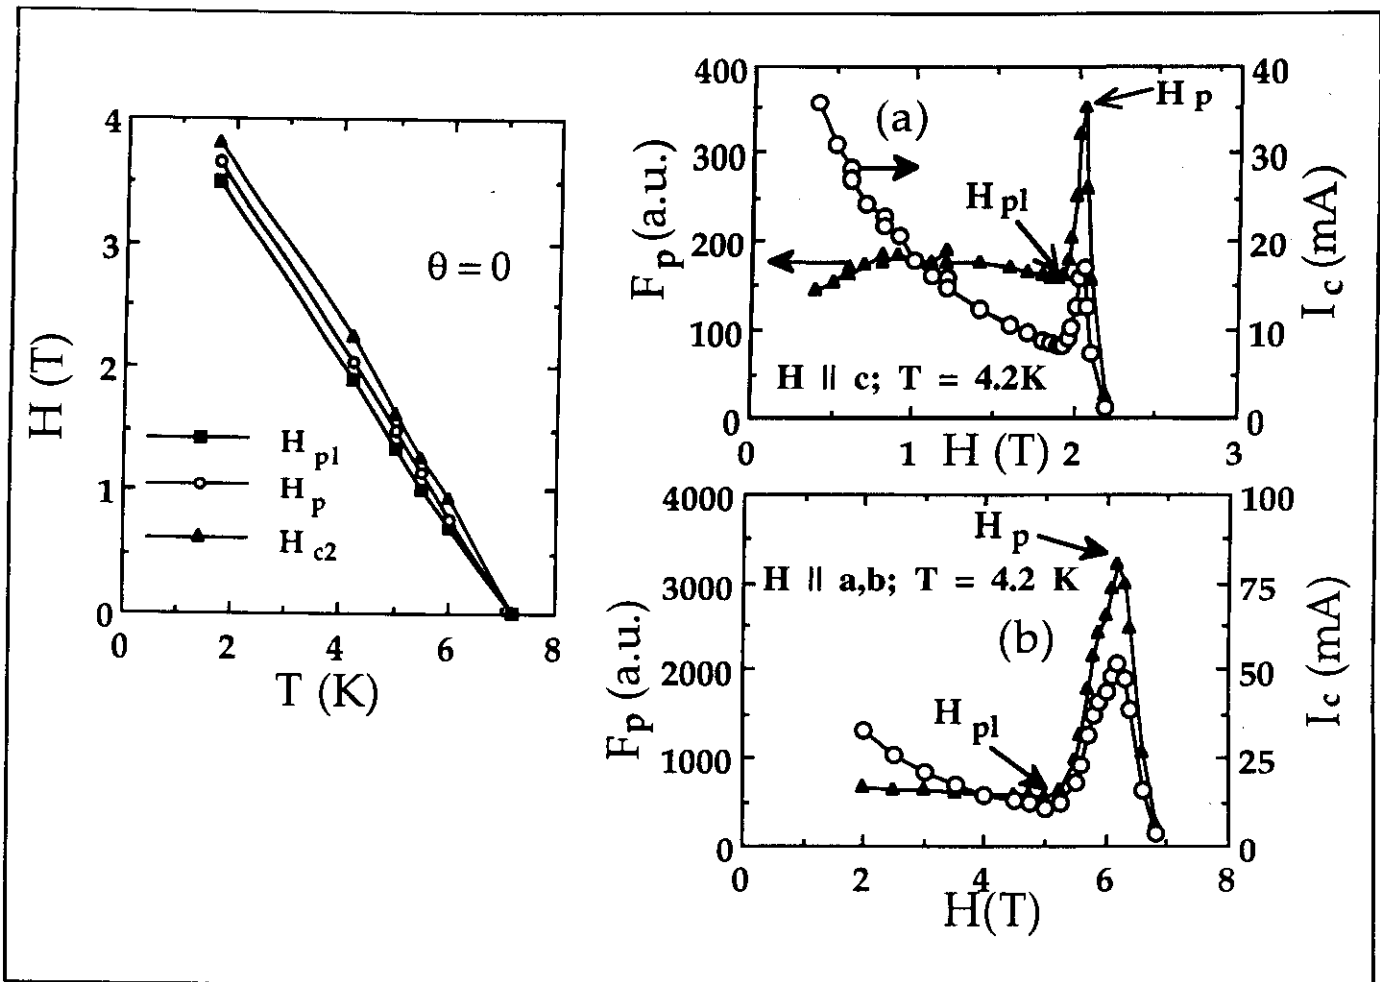 4
3
2
1
0
H (T)
θ = 0
H p1
H p
H c2
0 2 4 6 8
T (K)
400
300
200
100
0
F p (a.u.)
40
30
20
10
0
I c (mA)
(a)
H p
H pl
H || c; T = 4.2K
0 1 H (T) 2 3
4000
3000
2000
1000
0
F p (a.u.)
100
75
50
25
0
I c (mA)
H p
H || a,b; T = 4.2 K
(b)
H pl
0 2 4 6 8
H(T)